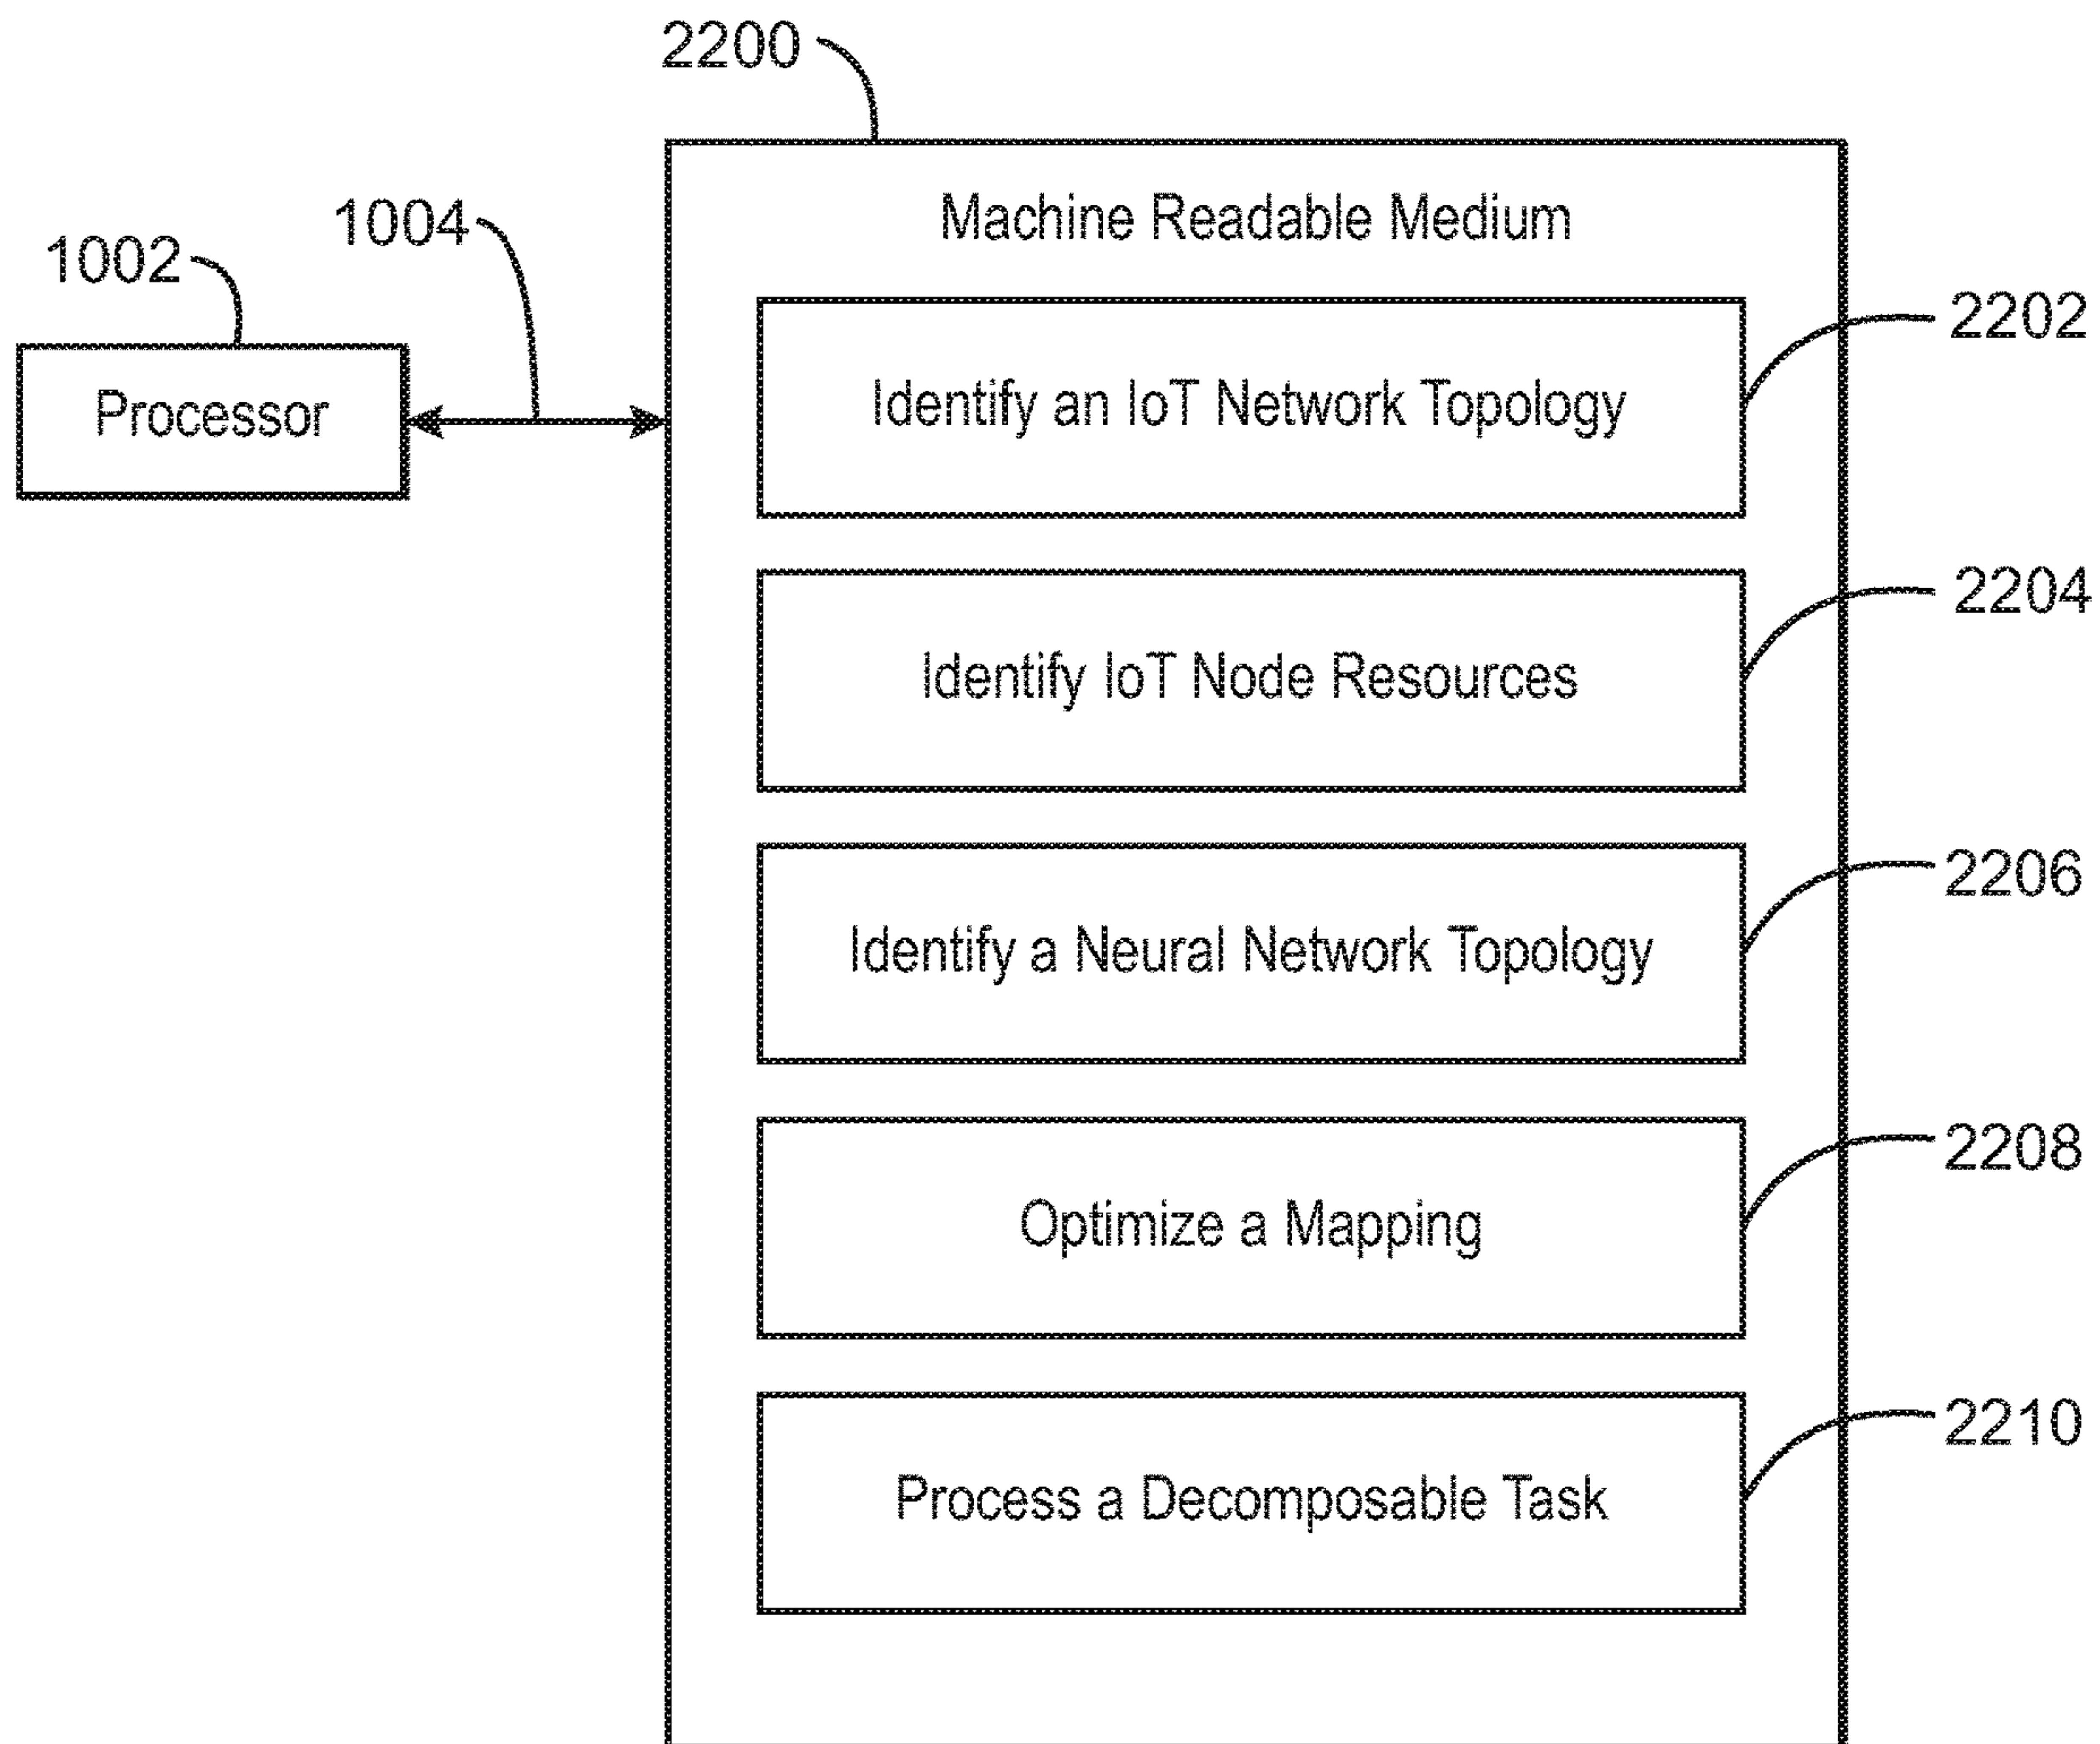 2200
Machine Readable Medium
1004
1002
Processor
2202
Identify an IoT Network Topology
2204
Identify IoT Node Resources
2206
Identify a Neural Network Topology
2208
Optimize a Mapping
2210
Process a Decomposable Task